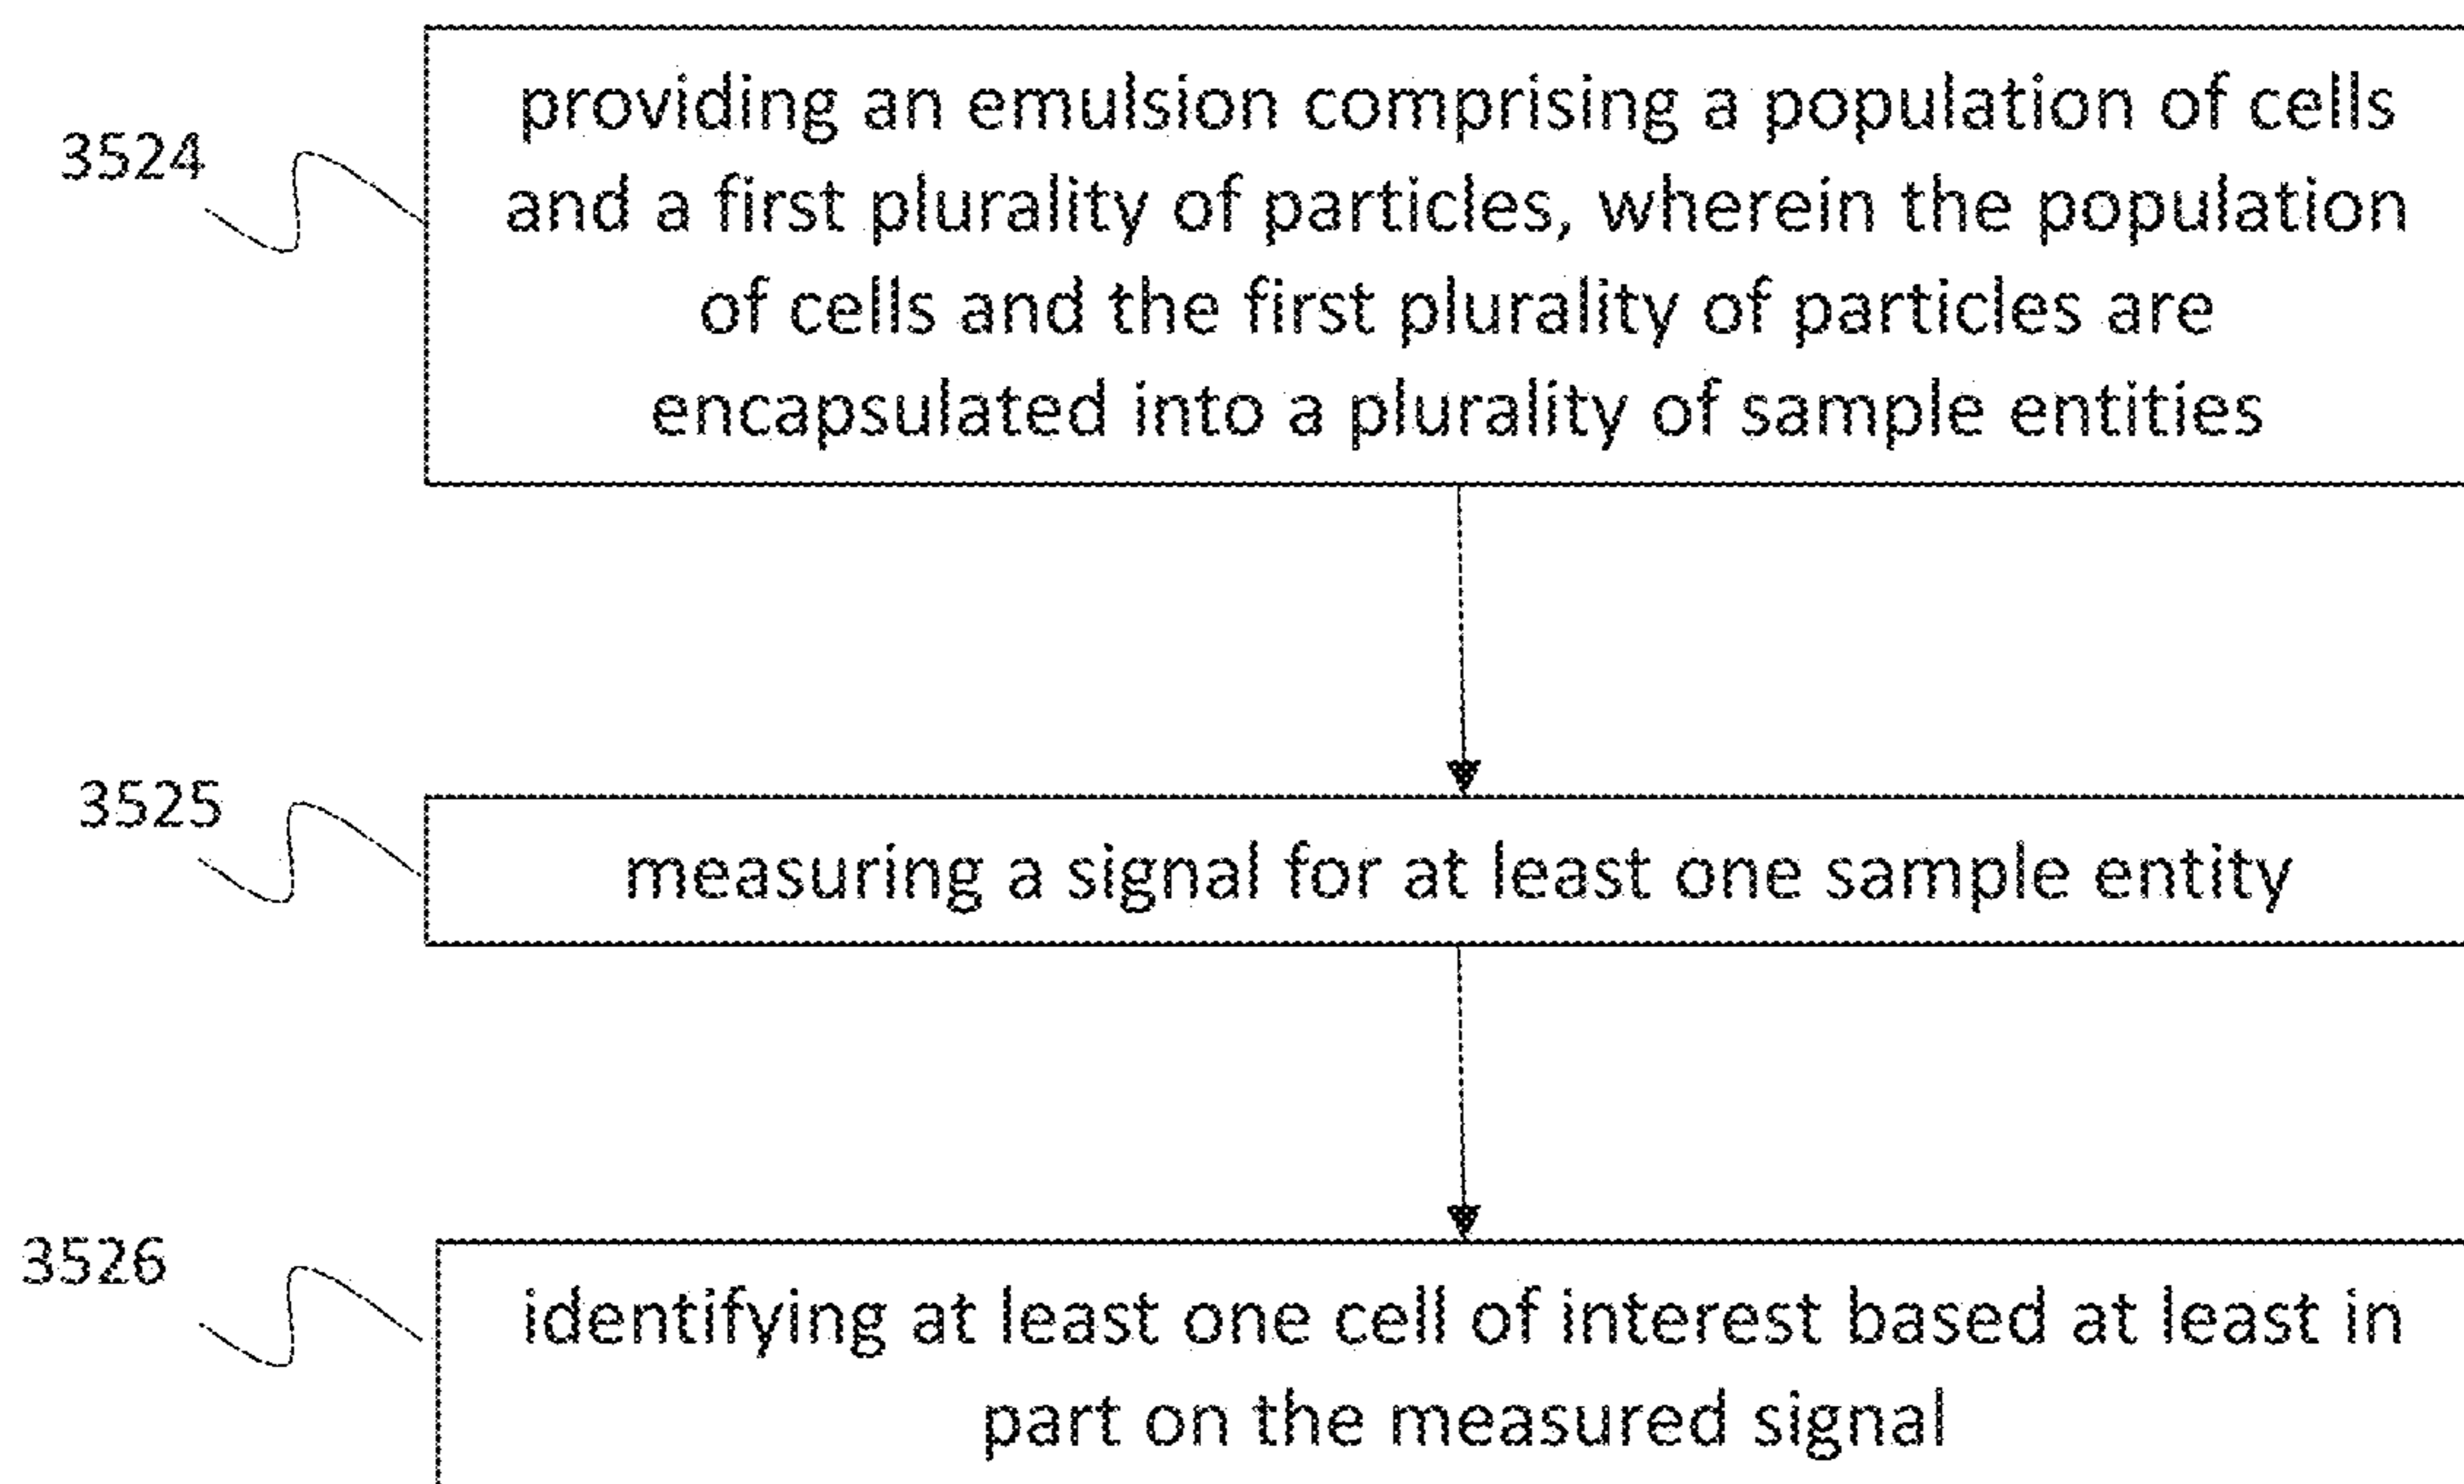 3524
providing an emulsion comprising a population of cells
and a first plurality of particles, wherein the population
of cells and the first plurality of particles are
encapsulated into a plurality of sample entities
3525
measuring a signal for at least one sample entity
3526
identifying at least one cell of interest based at least in
part on the measured signal